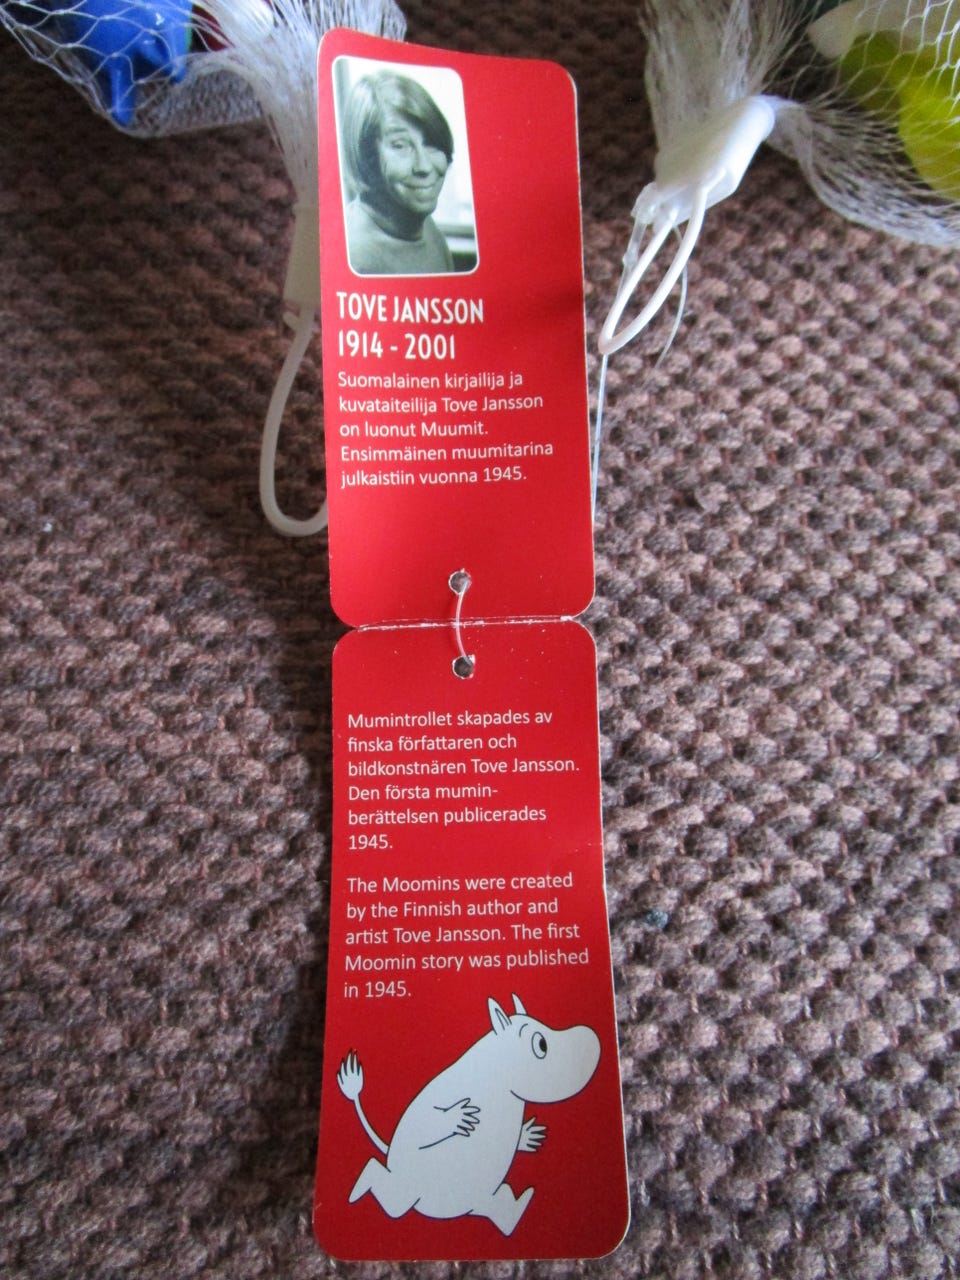 TOVE JANSSON
1914 - 2001
Suomalainen kirjailija ja
kuvataiteilija Tove Jansson
on luonut Muumit.
Ensimmäinen muumitarina
julkaistiin vuonna 1945.
Mumintrollet skapades av
finska författaren och
bildkonstnären Tove Jansson.
Den första mumin-
berättelsen publicerades
1945.
The Moomins were created
by the Finnish author and
artist Tove Jansson. The first
Moomin story was published
in 1945.